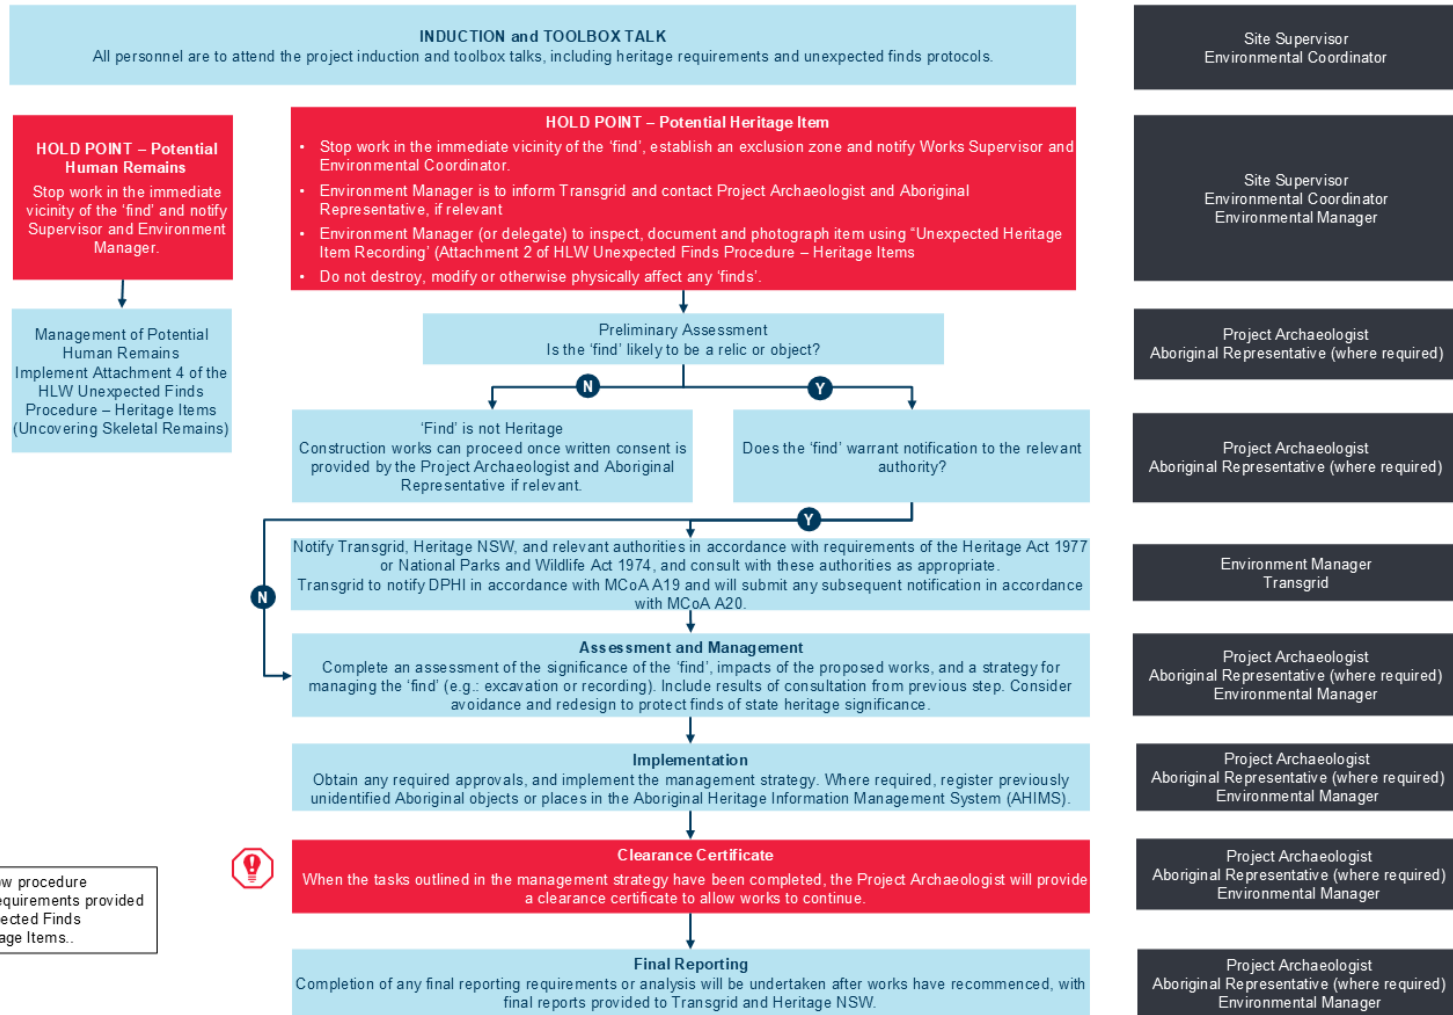 INDUCTION and TOOLBOX TALK
All personnel are to attend the project induction and toolbox talks, including heritage requirements and unexpected finds protocols.
Site Supervisor
Environmental Coordinator
HOLD POINT – Potential
Human Remains
Stop work in the immediate
vicinity of the ‘find’ and notify
Supervisor and Environment
Manager.
HOLD POINT – Potential Heritage Item
• Stop work in the immediate vicinity of the ‘find’, establish an exclusion zone and notify Works Supervisor and
Environmental Coordinator.
• Environment Manager is to inform Transgrid and contact Project Archaeologist and Aboriginal
Representative, if relevant
• Environment Manager (or delegate) to inspect, document and photograph item using “Unexpected Heritage
Item Recording’ (Attachment 2 of HLW Unexpected Finds Procedure – Heritage Items
• Do not destroy, modify or otherwise physically affect any ‘finds’.
Site Supervisor
Environmental Coordinator
Environmental Manager
Management of Potential
Human Remains
Implement Attachment 4 of the
HLW Unexpected Finds
Procedure – Heritage Items
(Uncovering Skeletal Remains)
Preliminary Assessment
Is the ‘find’ likely to be a relic or object?
Project Archaeologist
Aboriginal Representative (where required)
N
Y
‘Find’ is not Heritage
Construction works can proceed once written consent is
provided by the Project Archaeologist and Aboriginal
Representative if relevant.
Does the ‘find’ warrant notification to the relevant
authority?
Project Archaeologist
Aboriginal Representative (where required)
Y
N
Notify Transgrid, Heritage NSW, and relevant authorities in accordance with requirements of the Heritage Act 1977
or National Parks and Wildlife Act 1974, and consult with these authorities as appropriate.
Transgrid to notify DPHI in accordance with MCoA A19 and will submit any subsequent notification in accordance
with MCoA A20.
Environment Manager
Transgrid
Assessment and Management
Complete an assessment of the significance of the ‘find’, impacts of the proposed works, and a strategy for
managing the ‘find’ (e.g.: excavation or recording). Include results of consultation from previous step. Consider
avoidance and redesign to protect finds of state heritage significance.
Project Archaeologist
Aboriginal Representative (where required)
Environmental Manager
Implementation
Obtain any required approvals, and implement the management strategy. Where required, register previously
unidentified Aboriginal objects or places in the Aboriginal Heritage Information Management System (AHIMS).
Project Archaeologist
Aboriginal Representative (where required)
Environmental Manager
Clearance Certificate
When the tasks outlined in the management strategy have been completed, the Project Archaeologist will provide
a clearance certificate to allow works to continue.
Project Archaeologist
Aboriginal Representative (where required)
Environmental Manager
ow procedure
equirements provided
ected Finds
age Items..
Final Reporting
Completion of any final reporting requirements or analysis will be undertaken after works have recommenced, with
final reports provided to Transgrid and Heritage NSW.
Project Archaeologist
Aboriginal Representative (where required)
Environmental Manager